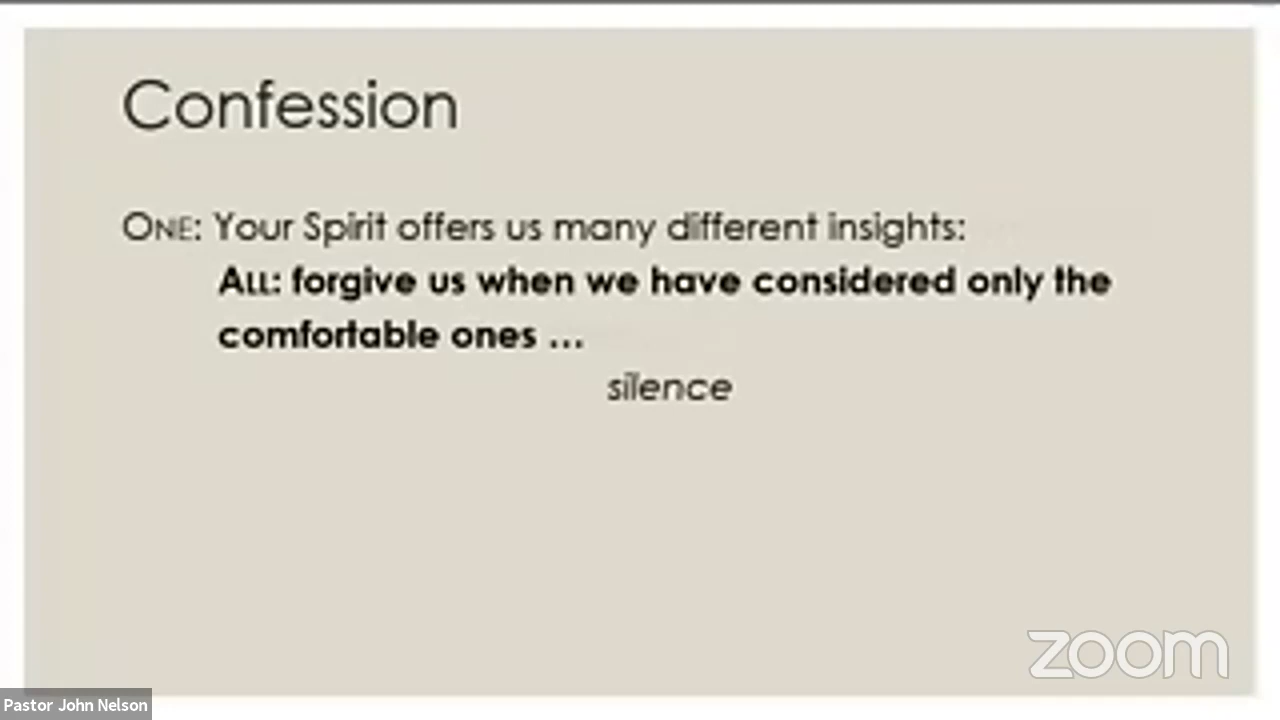 Confession
ONE: Your Spirit offers us many different insights:
ALL: forgive us when we have considered only the
comfortable ones ...
silence
zoom
Pastor John Nelson